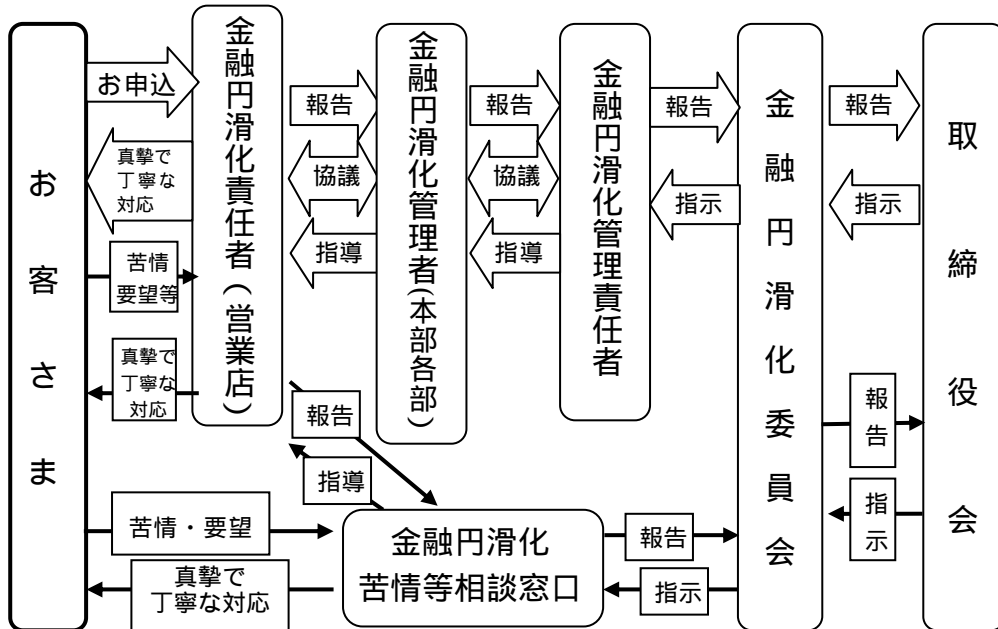 お客さま
お申込
真摯で
丁寧な
対応
苦情
要望等
真摯で
丁寧な
対応
金融円滑化責任者(営業店)
報告
協議
指導
金融円滑化管理者(本部各部)
報告
協議
指導
金融円滑化管理責任者
報告
指示
金融円滑化委員会
報告
指示
取締役会
報告
指導
報告
指示
苦情・要望
真摯で
丁寧な対応
金融円滑化
苦情等相談窓口
報告
指示